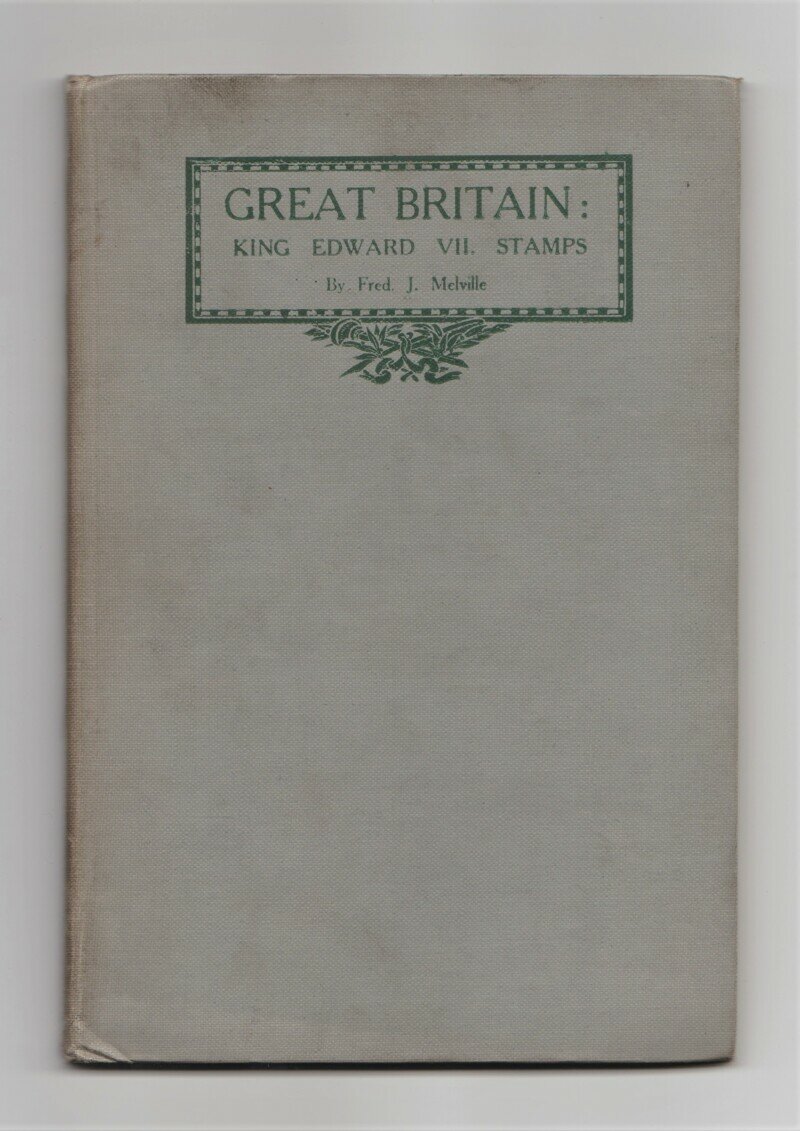 GREAT BRITAIN:
KING EDWARD VII. STAMPS
By Fred. J. Melville